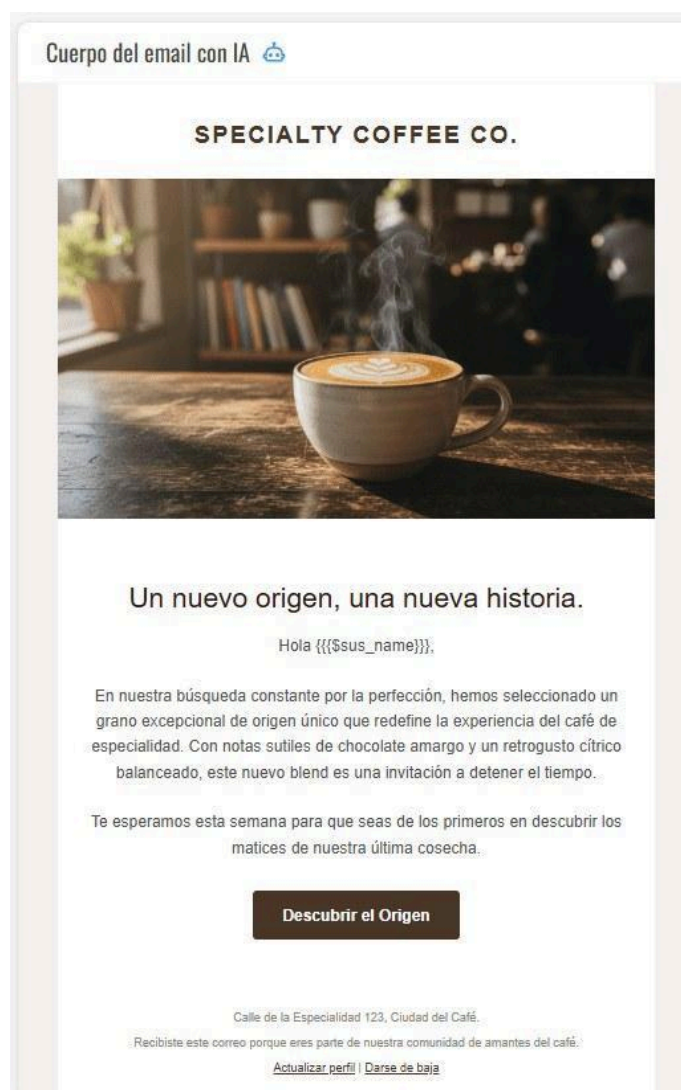 Cuerpo del email con IA
SPECIALTY COFFEE CO.
Un nuevo origen, una nueva historia.
Hola {{{$sus_name}}},
En nuestra búsqueda constante por la perfección, hemos seleccionado un
grano excepcional de origen único que redefine la experiencia del café de
especialidad. Con notas sutiles de chocolate amargo y un retrogusto cítrico
balanceado, este nuevo blend es una invitación a detener el tiempo.
Te esperamos esta semana para que seas de los primeros en descubrir los
matices de nuestra última cosecha.
Descubrir el Origen
Calle de la Especialidad 123, Ciudad del Café.
Recibiste este correo porque eres parte de nuestra comunidad de amantes del café.
Actualizar perfil | Darse de baja